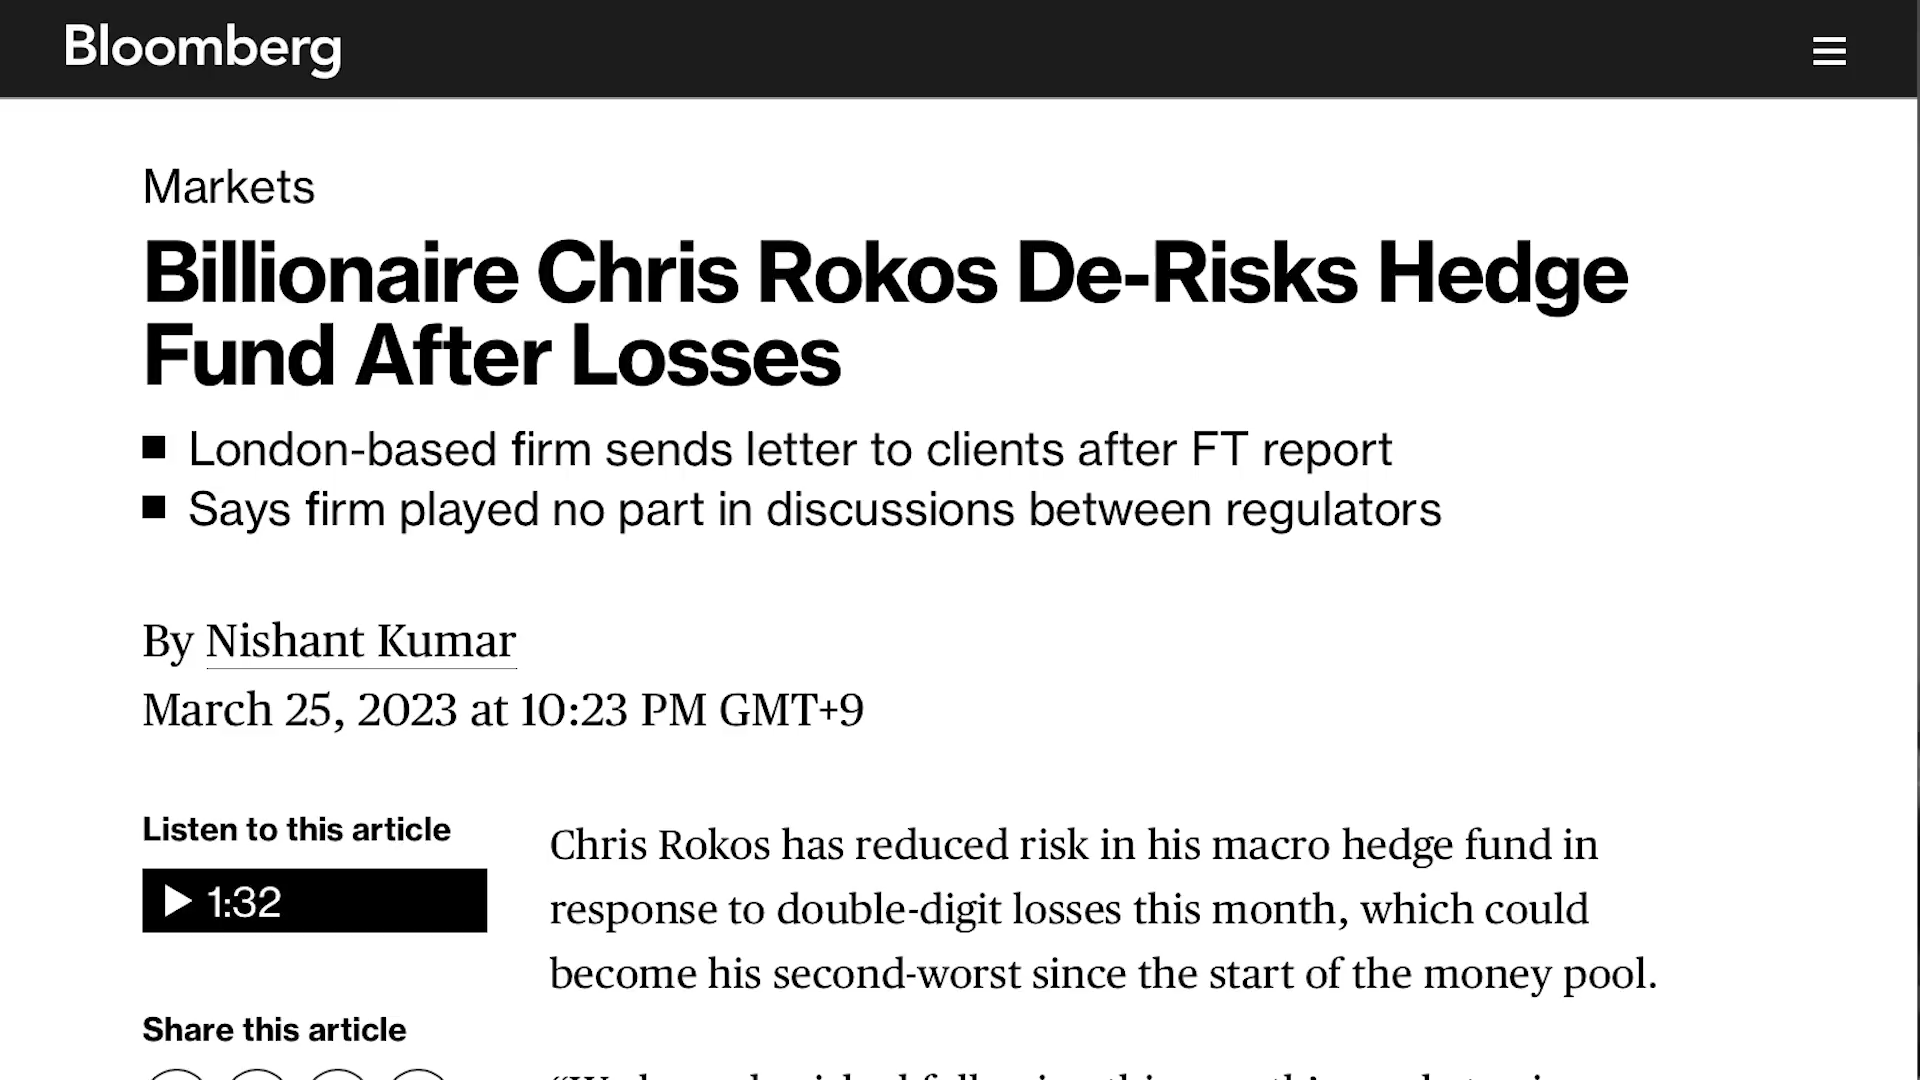 Bloomberg
Markets
Billionaire Chris Rokos De-Risks Hedge
Fund After Losses
London-based firm sends letter to clients after FT report
Says firm played no part in discussions between regulators
By Nishant Kumar
March 25, 2023 at 10:23 PM GMT+9
Listen to this article
1:32
Chris Rokos has reduced risk in his macro hedge fund in
response to double-digit losses this month, which could
become his second-worst since the start of the money pool.
Share this article